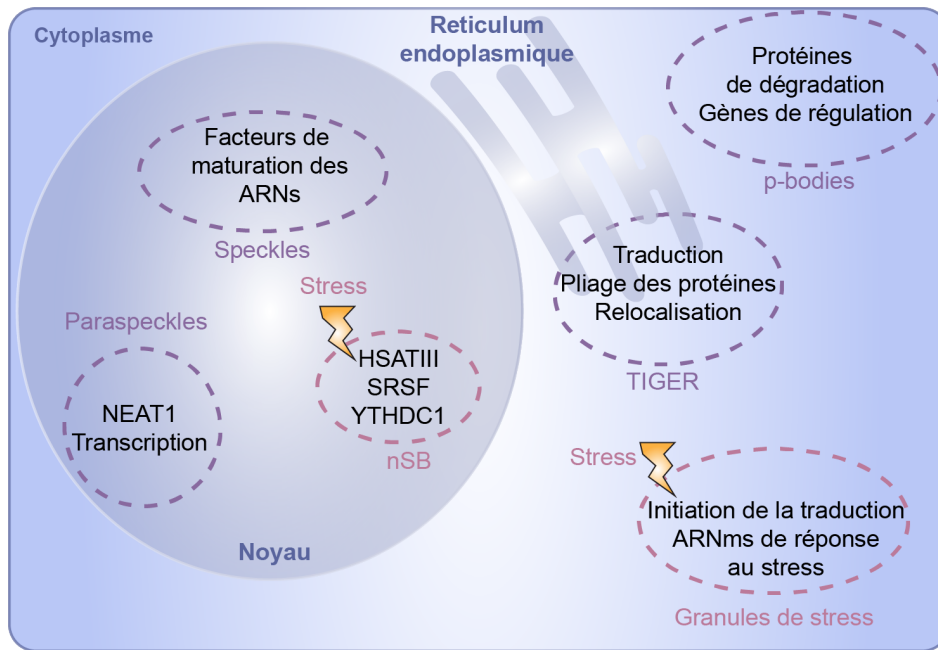 Cytoplasme
Reticulum
endoplasmique
Protéines
de dégradation
Gènes de régulation
p-bodies
Facteurs de
maturation des
ARNs
Speckles
Stress
Paraspeckles
HSATIII
SRSF
YTHDC1
nSB
NEAT1
Transcription
Noyau
Traduction
Pliage des protéines
Relocalisation
TIGER
Stress
Initiation de la traduction
ARNms de réponse
au stress
Granules de stress